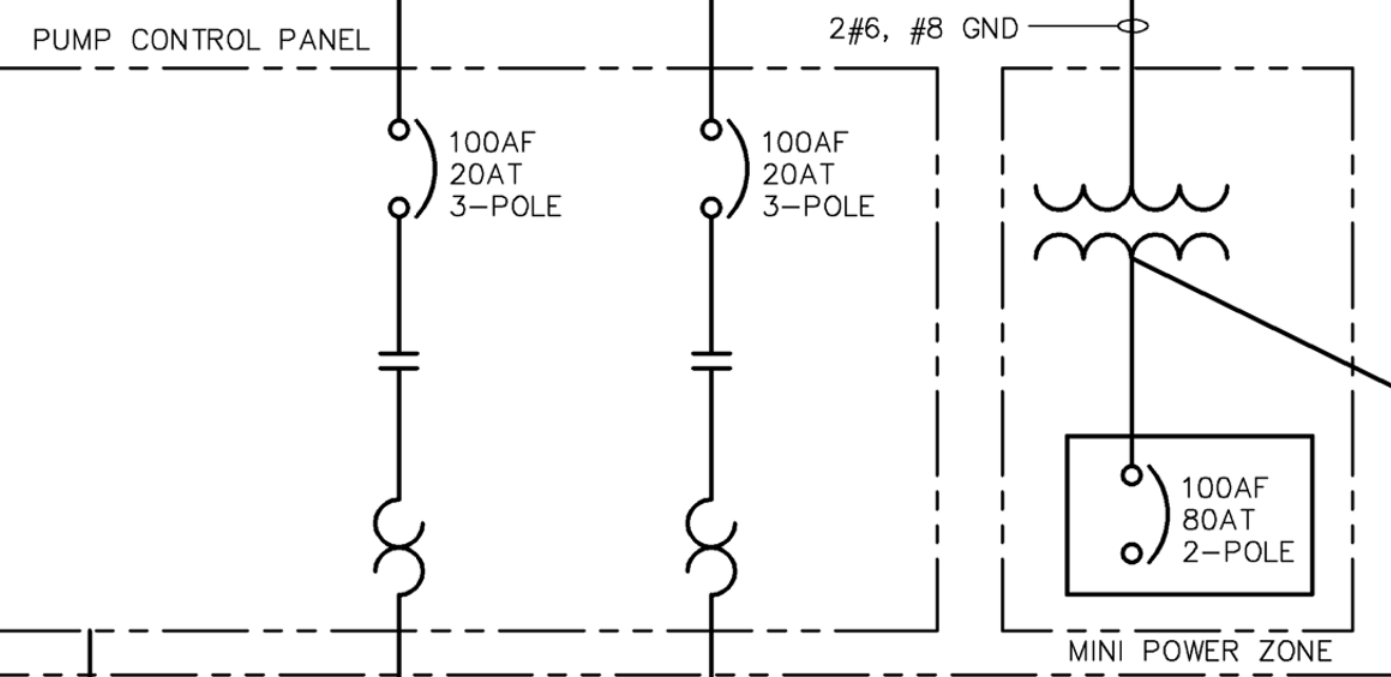 PUMP CONTROL PANEL
2#6, #8 GND
100AF
20AT
3-POLE
100AF
20AT
3-POLE
100AF
80AT
2-POLE
MINI POWER ZONE